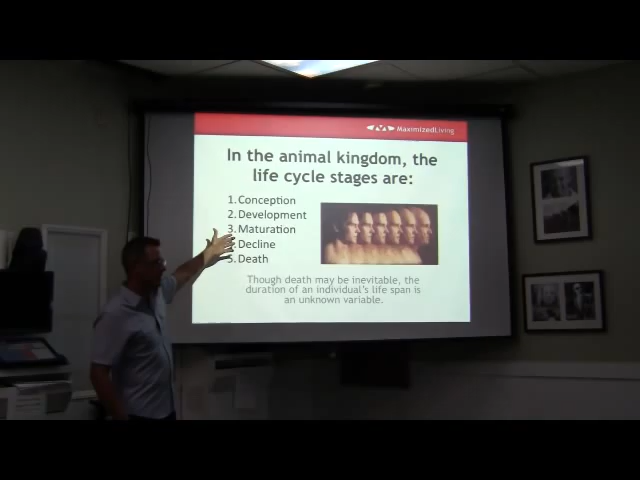 MaximizedLiving
In the animal kingdom, the
life cycle stages are:
1. Conception
2. Development
3. Maturation
4. Decline
5. Death
Though death may be inevitable, the
duration of an individual's life span is
an unknown variable.